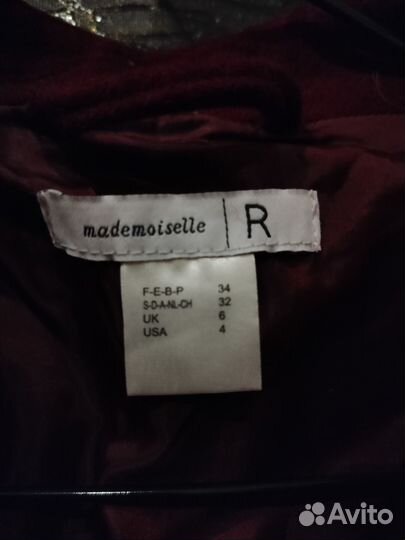 mademoiselle | R
F-E-B-P 34
S-D-A-NL-CH 32
UK 6
USA 4
Avito